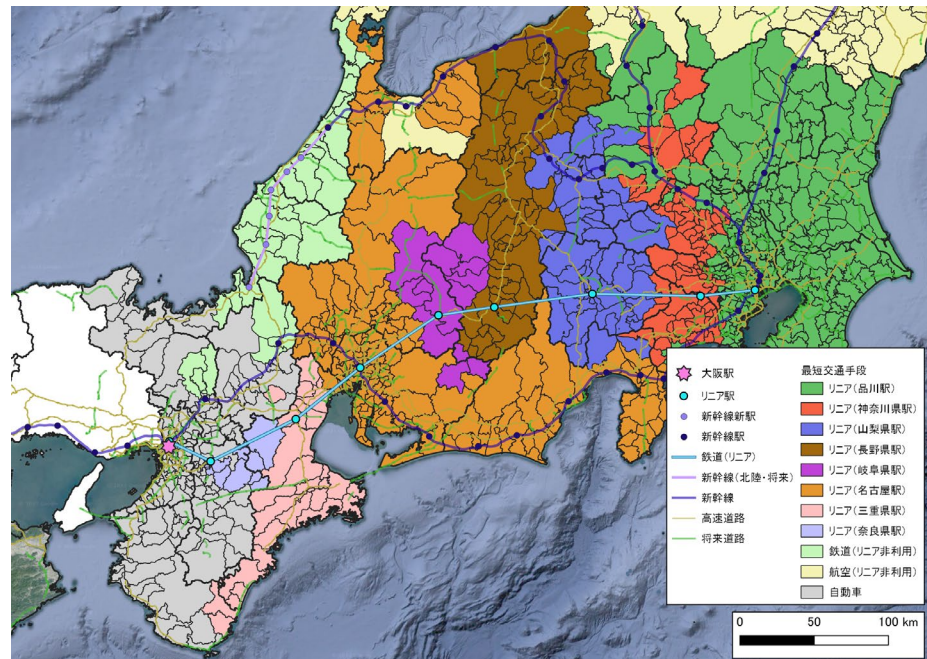 大阪駅
リニア駅
新幹線新駅
新幹線駅
鉄道(リニア)
新幹線(北陸・将来)
新幹線
高速道路
将来道路
最短交通手段
リニア(品川駅)
リニア(神奈川県駅)
リニア(山梨県駅)
リニア(長野県駅)
リニア(岐阜県駅)
リニア(名古屋駅)
リニア(三重県駅)
リニア(奈良県駅)
鉄道(リニア非利用)
航空(リニア非利用)
自動車
0 50 100 km